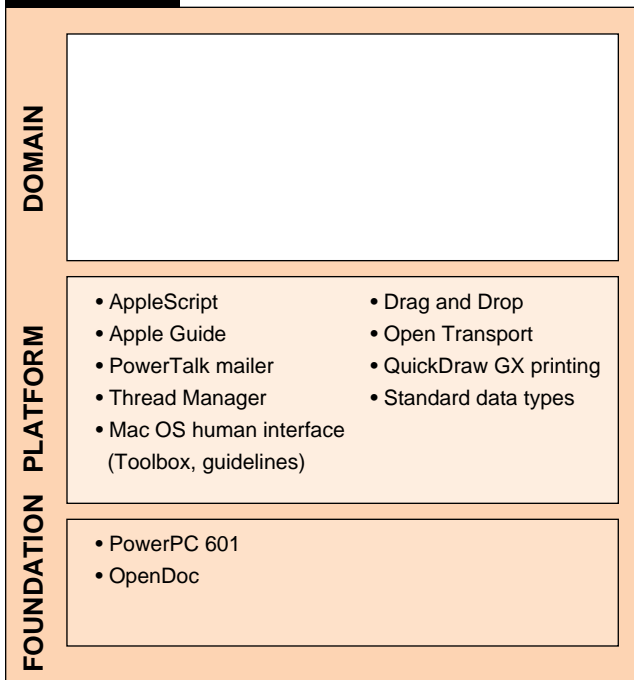 DOMAIN
PLATFORM
• AppleScript
• Apple Guide
• PowerTalk mailer
• Thread Manager
• Mac OS human interface
(Toolbox, guidelines)
• Drag and Drop
• Open Transport
• QuickDraw GX printing
• Standard data types
FOUNDATION
• PowerPC 601
• OpenDoc